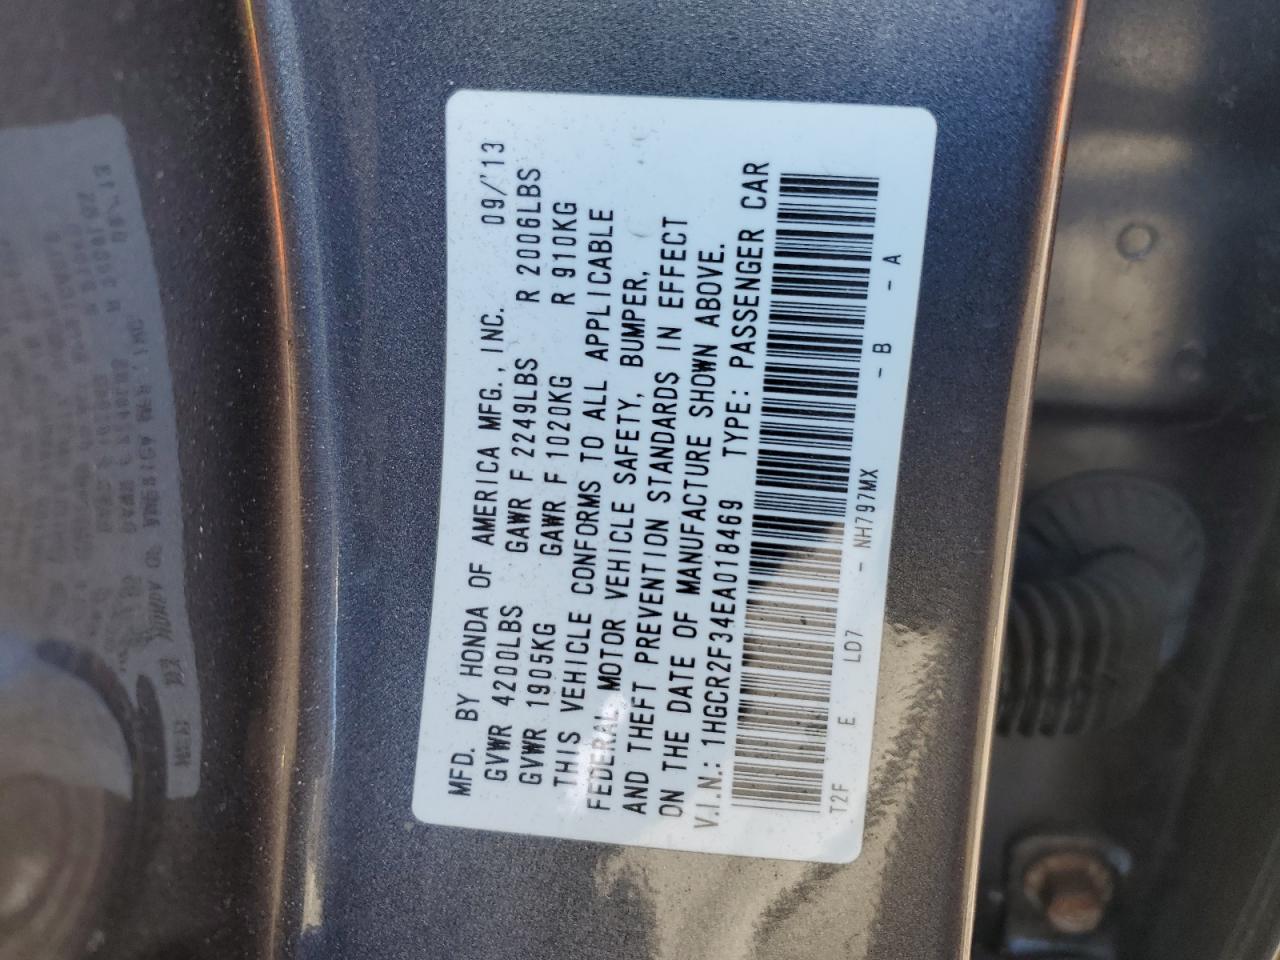 MFD. BY HONDA OF AMERICA MFG., INC. 09/'13
GVWR 4200LBS GAWR F 2249LBS R 2006LBS
GVWR 1905KG GAWR F 1020KG R 910KG
THIS VEHICLE CONFORMS TO ALL APPLICABLE
FEDERAL MOTOR VEHICLE SAFETY, BUMPER,
AND THEFT PREVENTION STANDARDS IN EFFECT
ON THE DATE OF MANUFACTURE SHOWN ABOVE.
V.I.N.: 1HGCR2F34EA018469 TYPE: PASSENGER CAR
T2F E LD7 - NH797MX - B - A